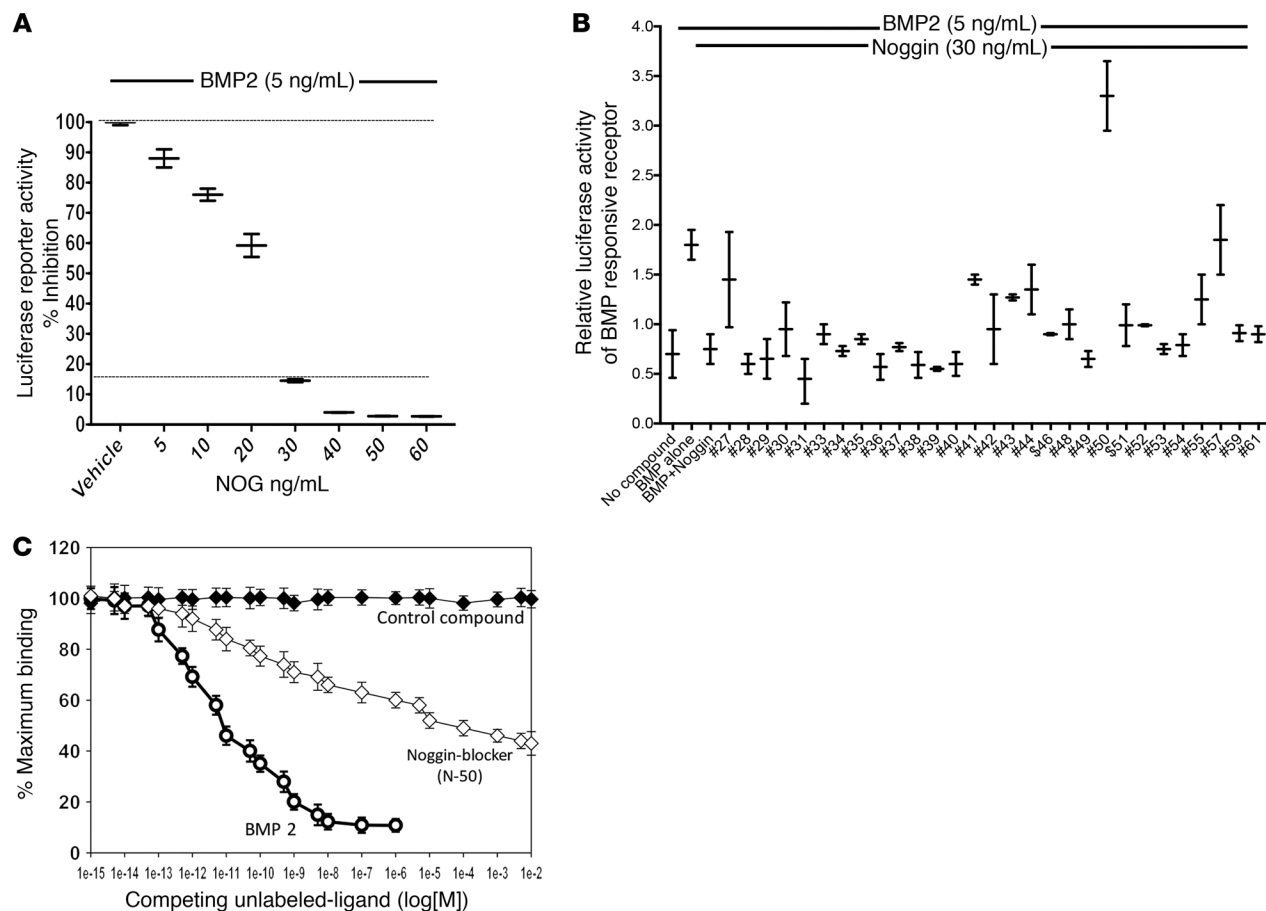 A
BMP2 (5 ng/mL)
Luciferase reporter activity
% Inhibition
100
90
80
70
60
50
40
30
20
10
0
Vehicle
5
10
20
30
40
50
60
NOG ng/mL
B
BMP2 (5 ng/mL)
Noggin (30 ng/mL)
Relative luciferase activity
of BMP responsive receptor
4.0
3.5
3.0
2.5
2.0
1.5
1.0
0.5
0.0
No compound
BMP alone
BMP+Noggin
#27
#28
#29
#30
#31
#33
#34
#35
#36
#37
#38
#39
#40
#41
#42
#43
#44
$46
#48
#49
#50
$51
#52
#53
#54
#55
#57
#59
#61
C
% Maximum binding
120
100
80
60
40
20
0
Control compound
Noggin-blocker
(N-50)
BMP 2
1e-15
1e-14
1e-13
1e-12
1e-11
1e-10
1e-9
1e-8
1e-7
1e-6
1e-5
1e-4
1e-3
1e-2
Competing unlabeled-ligand (log[M])